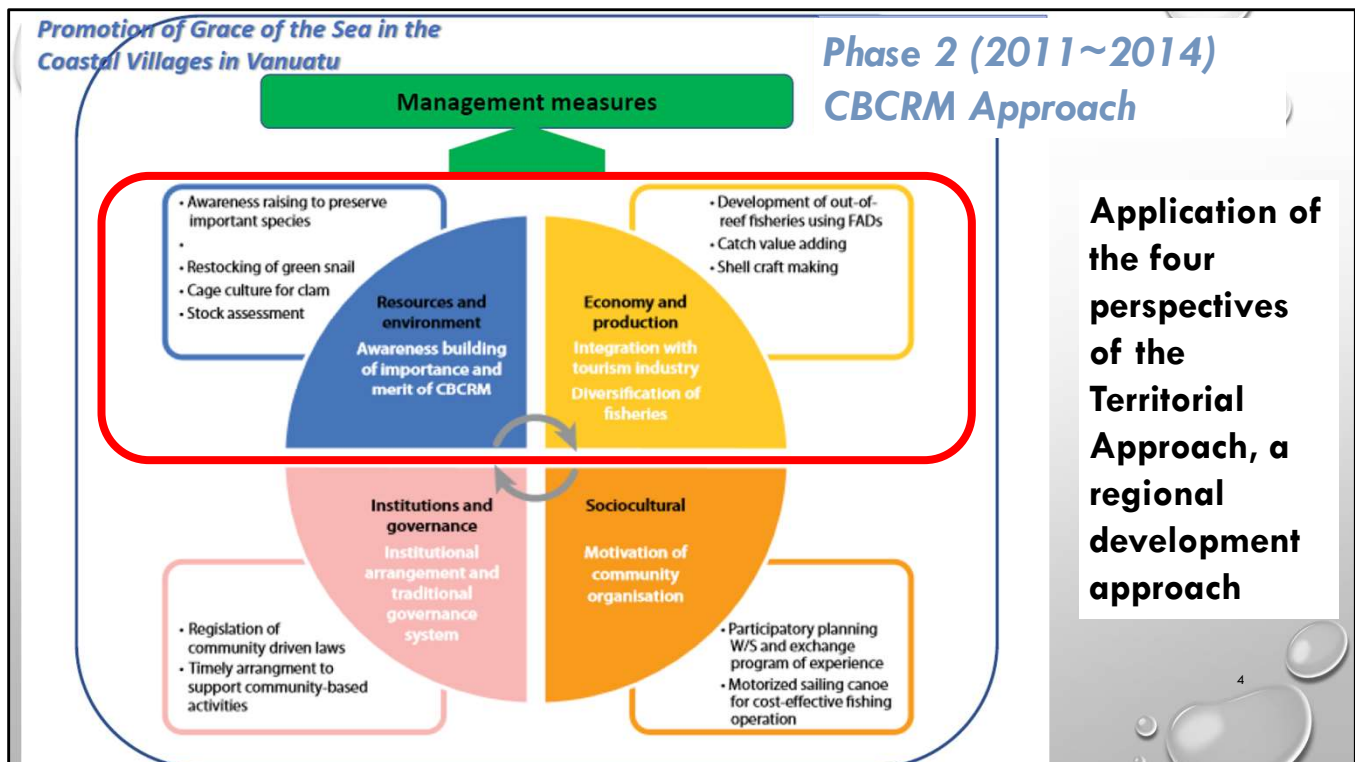 Promotion of Grace of the Sea in the
Coastal Villages in Vanuatu
Phase 2 (2011~2014)
CBCRM Approach
Management measures
• Awareness raising to preserve
important species
•
• Restocking of green snail
• Cage culture for clam
• Stock assessment
Resources and
environment
Awareness building
of importance and
merit of CBCRM
• Development of out-of-
reef fisheries using FADs
• Catch value adding
• Shell craft making
Economy and
production
Integration with
tourism industry
Diversification of
fisheries
Institutions and
governance
Institutional
arrangement and
traditional
governance
system
• Regislation of
community driven laws
• Timely arrangment to
support community-based
activities
Sociocultural
Motivation of
community
organisation
• Participatory planning
W/S and exchange
program of experience
• Motorized sailing canoe
for cost-effective fishing
operation
Application of
the four
perspectives
of the
Territorial
Approach, a
regional
development
approach
4